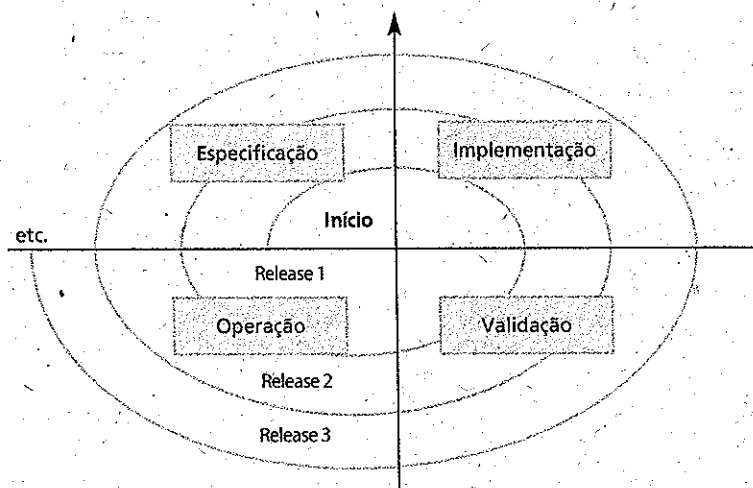 Especificação
Implementação
Início
etc.
Release 1
Operação
Validação
Release 2
Release 3